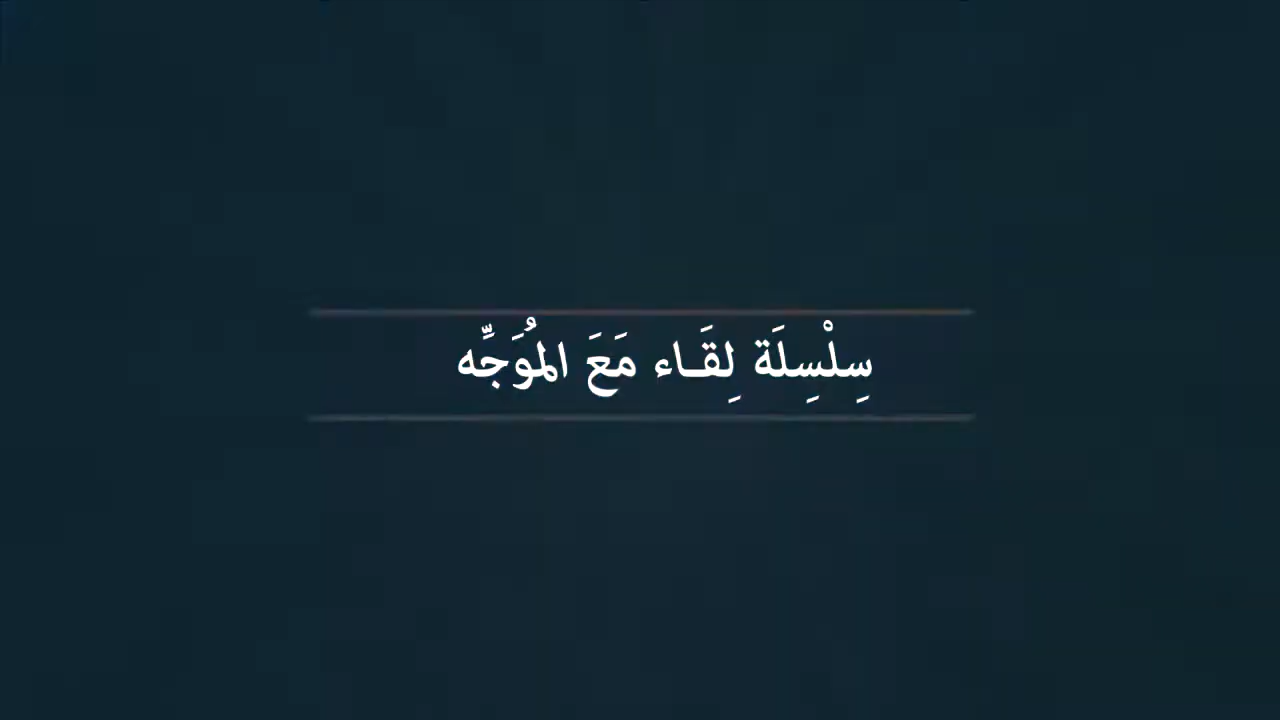 سِلْسِلَة لِقَـاء مَعَ المُوَجِّه